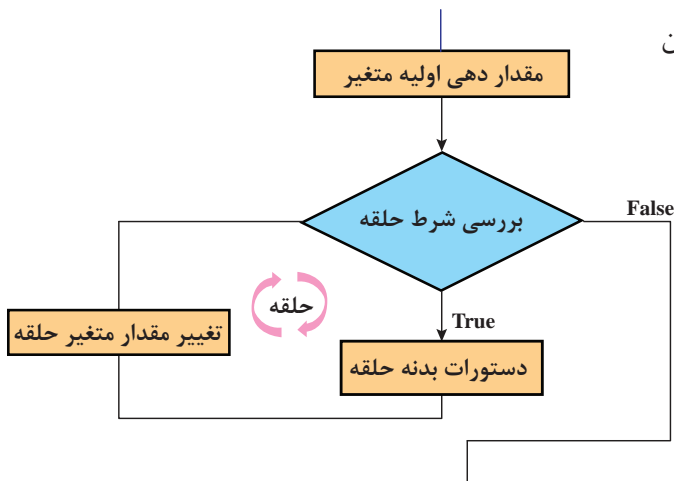 ن
مقدار دهی اولیه متغیر
بررسی شرط حلقه
False
حلقه
True
تغییر مقدار متغیر حلقه
دستورات بدنه حلقه